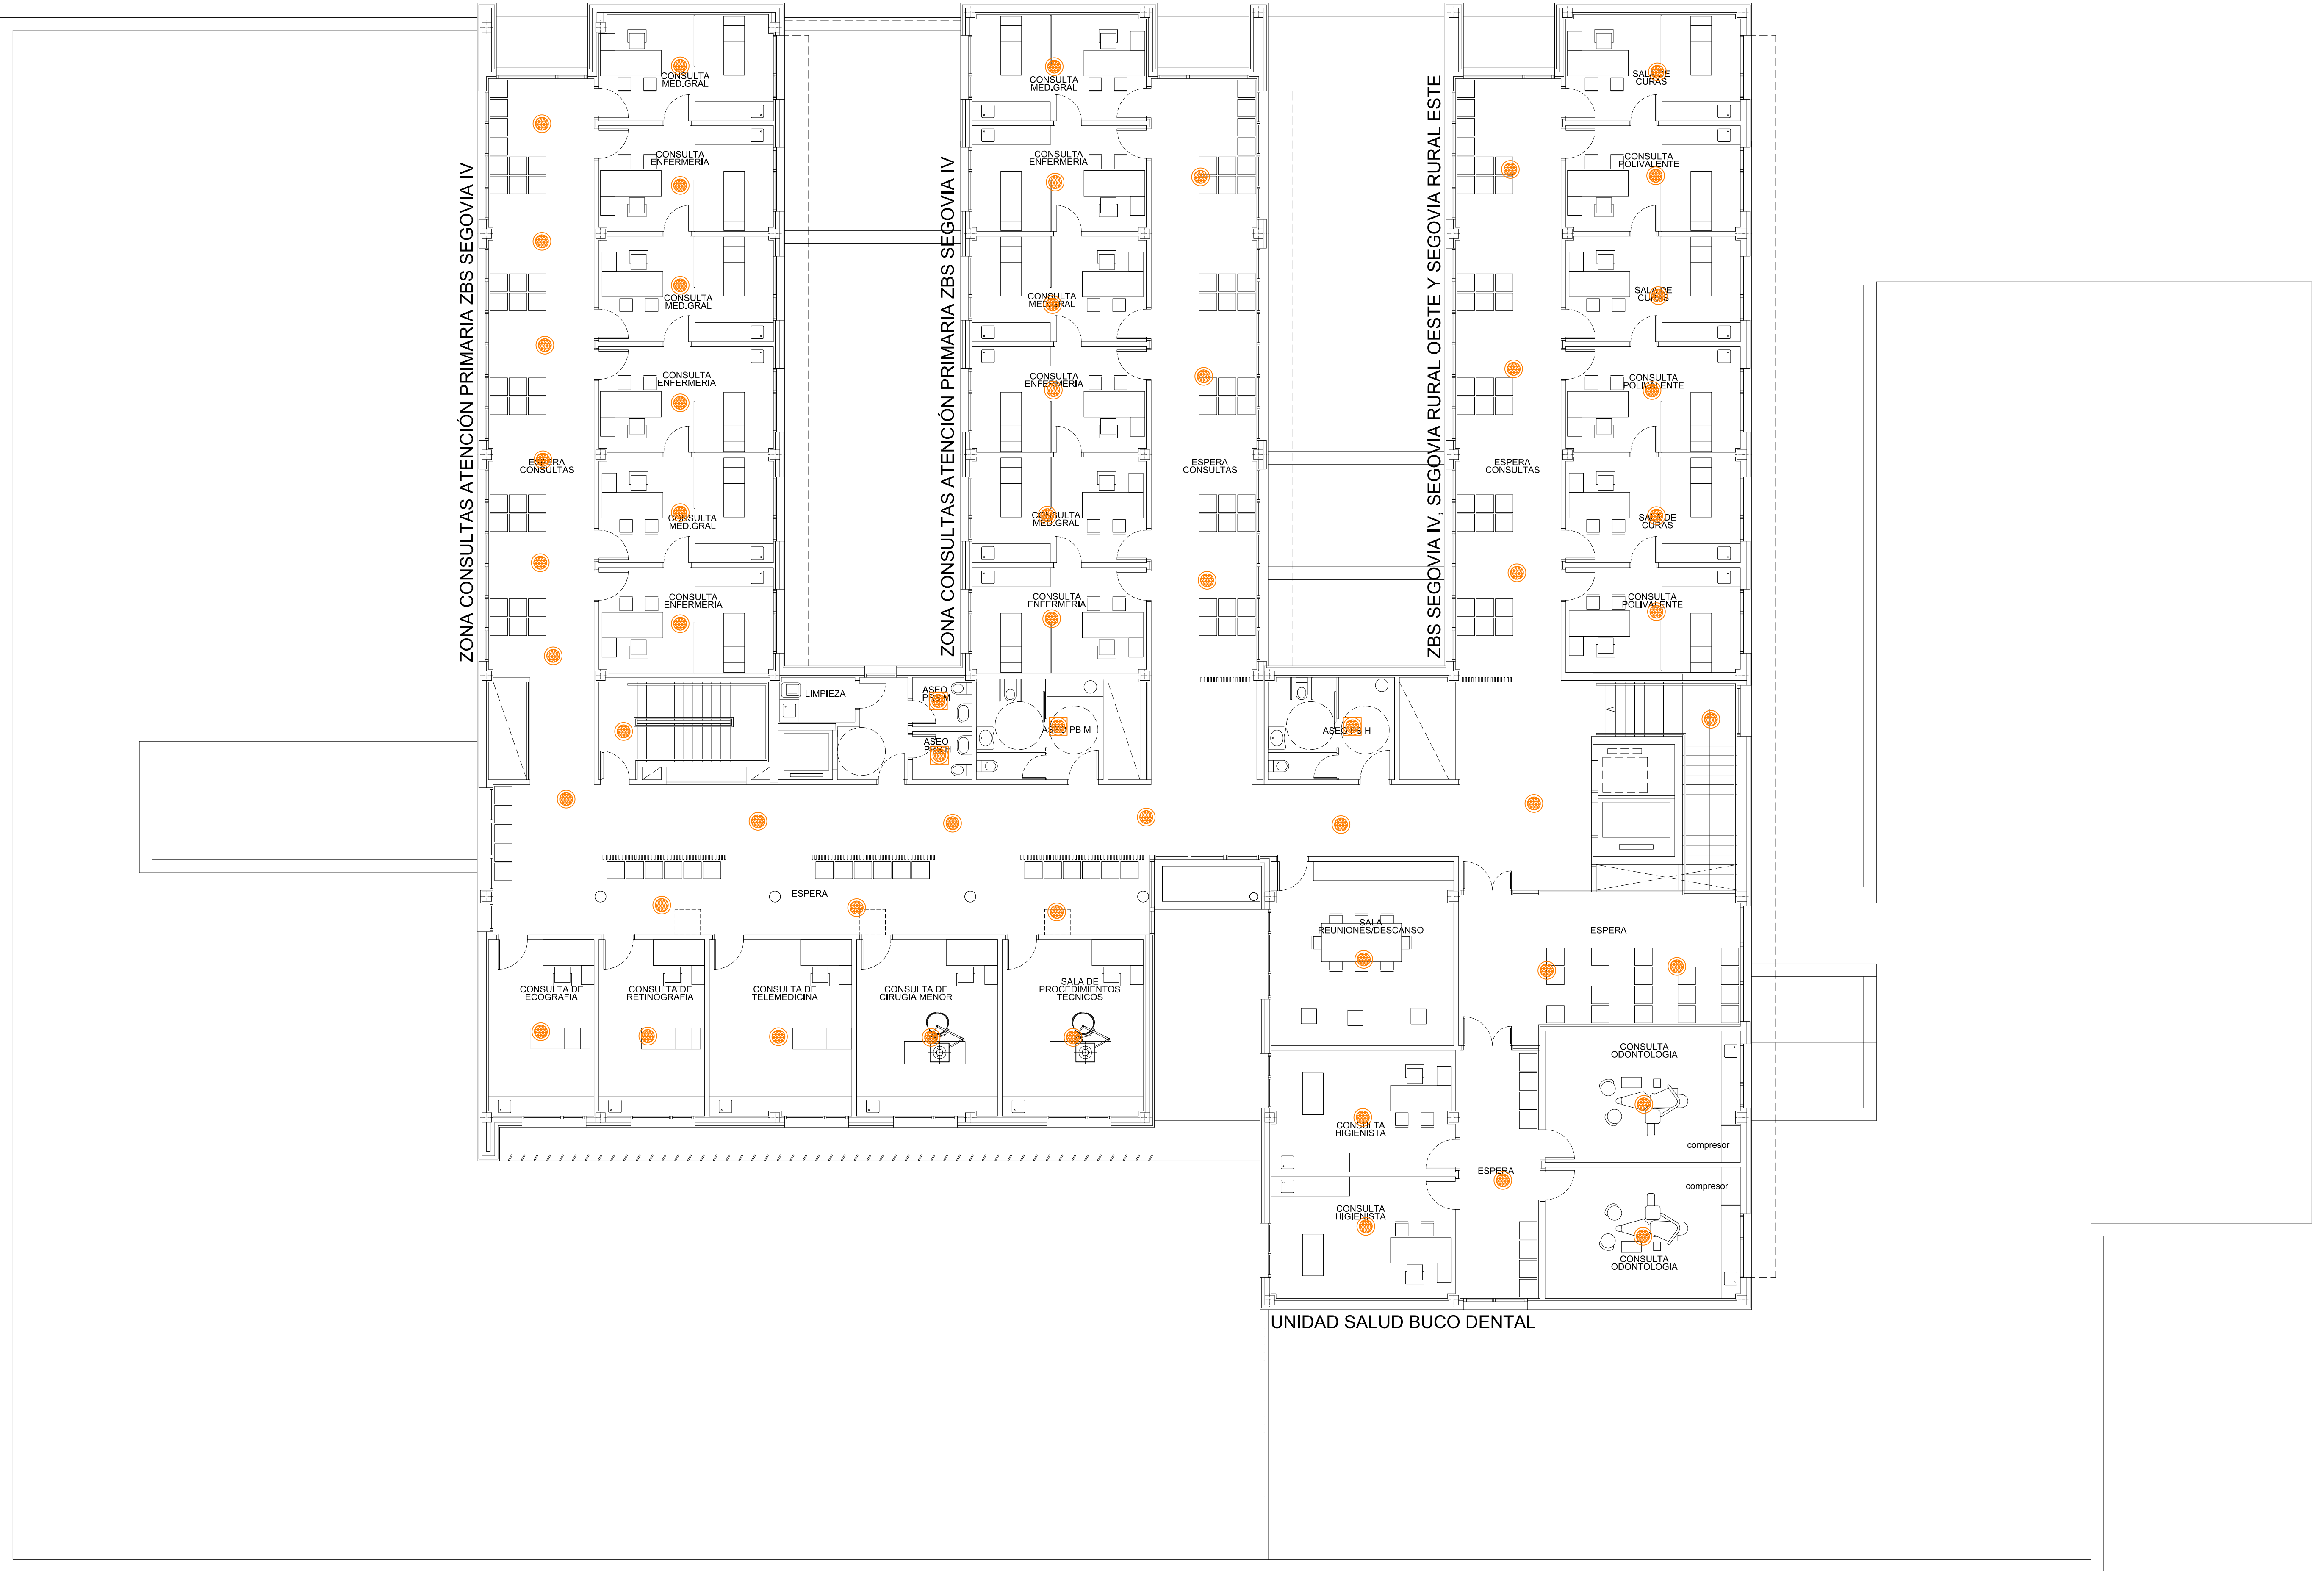 ZONA CONSULTAS ATENCIÓN PRIMARIA ZBS SEGOVIA IV
CONSULTA
MED.GRAL
CONSULTA
ENFERMERIA
CONSULTA
MED.GRAL
CONSULTA
ENFERMERIA
ESPERA
CONSULTAS
CONSULTA
MED.GRAL
CONSULTA
ENFERMERIA
ZONA CONSULTAS ATENCIÓN PRIMARIA ZBS SEGOVIA IV
CONSULTA
MED.GRAL
CONSULTA
ENFERMERIA
CONSULTA
MED.GRAL
CONSULTA
ENFERMERIA
ESPERA
CONSULTAS
CONSULTA
MED.GRAL
CONSULTA
ENFERMERIA
ZBS SEGOVIA IV, SEGOVIA RURAL OESTE Y SEGOVIA RURAL ESTE
SALA DE
CURAS
CONSULTA
POLIVALENTE
SALA DE
CURAS
CONSULTA
POLIVALENTE
ESPERA
CONSULTAS
SALA DE
CURAS
CONSULTA
POLIVALENTE
LIMPIEZA
ASEO
PRS M
ASEO
PRS H
ASEO PB M
ASEO PB H
ESPERA
CONSULTA DE
ECOGRAFIA
CONSULTA DE
RETINOGRAFIA
CONSULTA DE
TELEMEDICINA
CONSULTA DE
CIRUGIA MENOR
SALA DE
PROCEDIMIENTOS
TECNICOS
SALA
REUNIONES/DESCANSO
ESPERA
CONSULTA
ODONTOLOGIA
compresor
CONSULTA
HIGIENISTA
ESPERA
compresor
CONSULTA
HIGIENISTA
CONSULTA
ODONTOLOGIA
UNIDAD SALUD BUCO DENTAL